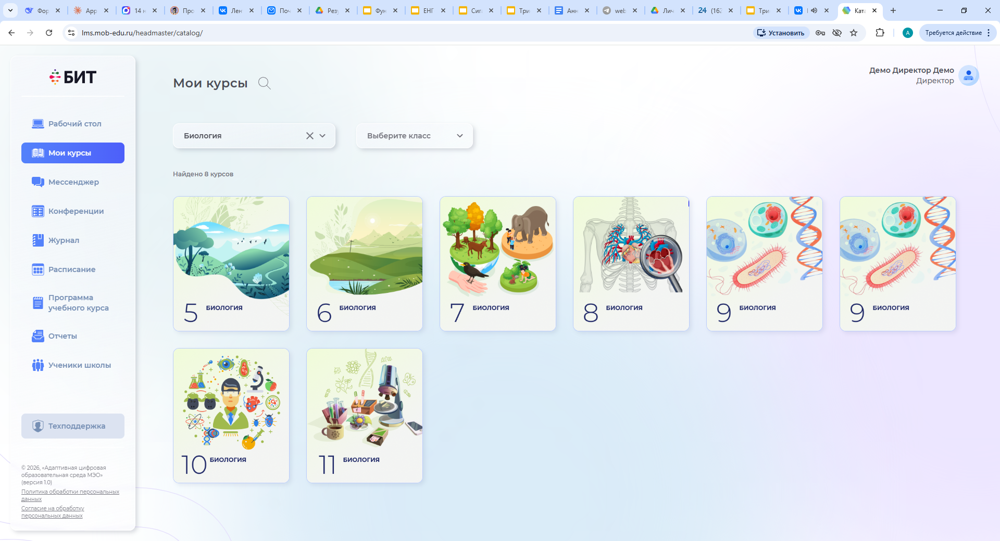 Фор
App
14 н
Про
Лен
Поч
Резу
Фун
ЕНГ
Сига
Три
Анн
web
Лич
24 (162
Три
Ката
lms.mob-edu.ru/headmaster/catalog/
Установить
А
Требуется действие
БИТ
Мои курсы
Демо Директор Демо
Директор
Рабочий стол
Мои курсы
Мессенджер
Конференции
Журнал
Расписание
Программа
учебного курса
Отчеты
Ученики школы
Техподдержка
© 2026, «Адаптивная цифровая
образовательная среда МЭО»
(версия 1.0)
Политика обработки персональных
данных
Согласие на обработку
персональных данных
Биология
Выберите класс
Найдено 8 курсов
5 БИОЛОГИЯ
6 БИОЛОГИЯ
7 БИОЛОГИЯ
8 БИОЛОГИЯ
9 БИОЛОГИЯ
9 БИОЛОГИЯ
10 БИОЛОГИЯ
11 БИОЛОГИЯ